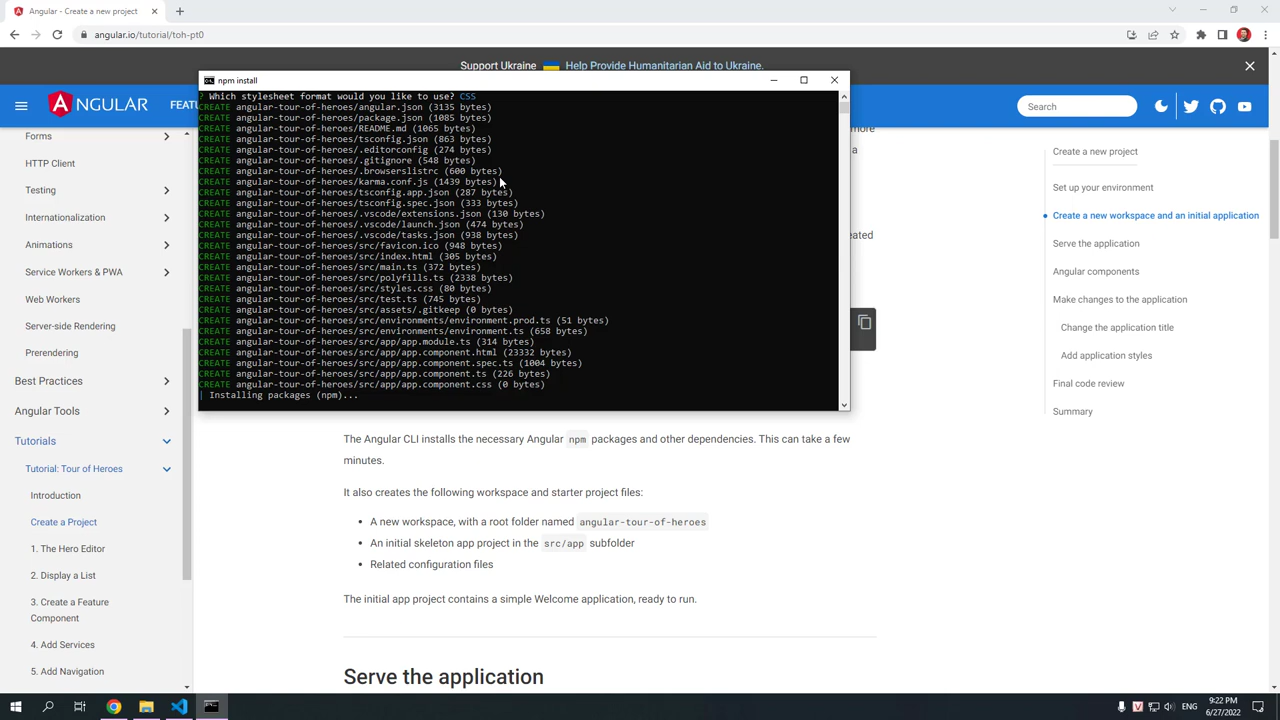 Angular - Create a new project
angular.io/tutorial/toh-pt0
Support Ukraine Help Provide Humanitarian Aid to Ukraine.
npm install
ANGULAR
FEATU
Search
? Which stylesheet format would you like to use? CSS
CREATE angular-tour-of-heroes/angular.json (3135 bytes)
CREATE angular-tour-of-heroes/package.json (1085 bytes)
CREATE angular-tour-of-heroes/README.md (1065 bytes)
CREATE angular-tour-of-heroes/tsconfig.json (863 bytes)
CREATE angular-tour-of-heroes/.editorconfig (274 bytes)
CREATE angular-tour-of-heroes/.gitignore (548 bytes)
CREATE angular-tour-of-heroes/.browserslistrc (600 bytes)
CREATE angular-tour-of-heroes/karma.conf.js (1439 bytes)
CREATE angular-tour-of-heroes/tsconfig.app.json (287 bytes)
CREATE angular-tour-of-heroes/tsconfig.spec.json (333 bytes)
CREATE angular-tour-of-heroes/.vscode/extensions.json (130 bytes)
CREATE angular-tour-of-heroes/.vscode/launch.json (474 bytes)
CREATE angular-tour-of-heroes/.vscode/tasks.json (938 bytes)
CREATE angular-tour-of-heroes/src/favicon.ico (948 bytes)
CREATE angular-tour-of-heroes/src/index.html (305 bytes)
CREATE angular-tour-of-heroes/src/main.ts (372 bytes)
CREATE angular-tour-of-heroes/src/polyfills.ts (2338 bytes)
CREATE angular-tour-of-heroes/src/styles.css (80 bytes)
CREATE angular-tour-of-heroes/src/test.ts (745 bytes)
CREATE angular-tour-of-heroes/src/assets/.gitkeep (0 bytes)
CREATE angular-tour-of-heroes/src/environments/environment.prod.ts (51 bytes)
CREATE angular-tour-of-heroes/src/environments/environment.ts (658 bytes)
CREATE angular-tour-of-heroes/src/app/app.module.ts (314 bytes)
CREATE angular-tour-of-heroes/src/app/app.component.html (23332 bytes)
CREATE angular-tour-of-heroes/src/app/app.component.spec.ts (1004 bytes)
CREATE angular-tour-of-heroes/src/app/app.component.ts (226 bytes)
CREATE angular-tour-of-heroes/src/app/app.component.css (0 bytes)
| Installing packages (npm)...
Forms
HTTP Client
Testing
Internationalization
Animations
Service Workers & PWA
Web Workers
Server-side Rendering
Prerendering
Best Practices
Angular Tools
Tutorials
Tutorial: Tour of Heroes
Introduction
Create a Project
1. The Hero Editor
2. Display a List
3. Create a Feature
Component
4. Add Services
5. Add Navigation
more
a
eated
The Angular CLI installs the necessary Angular npm packages and other dependencies. This can take a few
minutes.
It also creates the following workspace and starter project files:
• A new workspace, with a root folder named angular-tour-of-heroes
• An initial skeleton app project in the src/app subfolder
• Related configuration files
The initial app project contains a simple Welcome application, ready to run.
Serve the application
Create a new project
Set up your environment
Create a new workspace and an initial application
Serve the application
Angular components
Make changes to the application
Change the application title
Add application styles
Final code review
Summary
ENG
9:22 PM
6/27/2022